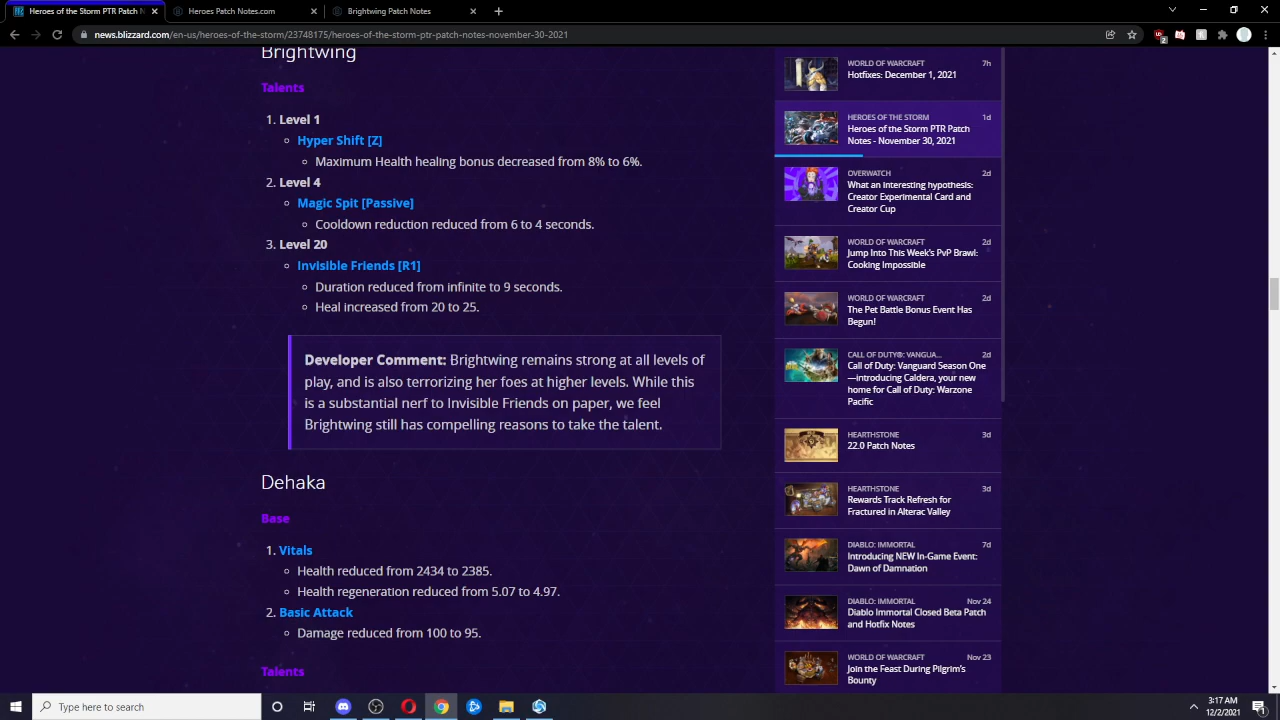 Heroes of the Storm PTR Patch N
Heroes Patch Notes.com
Brightwing Patch Notes
news.blizzard.com/en-us/heroes-of-the-storm/23748175/heroes-of-the-storm-ptr-patch-notes-november-30-2021
2
Brightwing
Talents
1. Level 1
Hyper Shift [Z]
Maximum Health healing bonus decreased from 8% to 6%.
2. Level 4
Magic Spit [Passive]
Cooldown reduction reduced from 6 to 4 seconds.
3. Level 20
Invisible Friends [R1]
Duration reduced from infinite to 9 seconds.
Heal increased from 20 to 25.
Developer Comment: Brightwing remains strong at all levels of
play, and is also terrorizing her foes at higher levels. While this
is a substantial nerf to Invisible Friends on paper, we feel
Brightwing still has compelling reasons to take the talent.
Dehaka
Base
1. Vitals
Health reduced from 2434 to 2385.
Health regeneration reduced from 5.07 to 4.97.
2. Basic Attack
Damage reduced from 100 to 95.
Talents
WORLD OF WARCRAFT 7h
Hotfixes: December 1, 2021
HEROES OF THE STORM 1d
Heroes of the Storm PTR Patch
Notes - November 30, 2021
OVERWATCH 2d
What an interesting hypothesis:
Creator Experimental Card and
Creator Cup
WORLD OF WARCRAFT 2d
Jump Into This Week's PvP Brawl:
Cooking Impossible
WORLD OF WARCRAFT 2d
The Pet Battle Bonus Event Has
Begun!
CALL OF DUTY®: VANGUA... 2d
Call of Duty: Vanguard Season One
—introducing Caldera, your new
home for Call of Duty: Warzone
Pacific
HEARTHSTONE 3d
22.0 Patch Notes
HEARTHSTONE 3d
Rewards Track Refresh for
Fractured in Alterac Valley
DIABLO: IMMORTAL 7d
Introducing NEW In-Game Event:
Dawn of Damnation
DIABLO: IMMORTAL Nov 24
Diablo Immortal Closed Beta Patch
and Hotfix Notes
WORLD OF WARCRAFT Nov 23
Join the Feast During Pilgrim's
Bounty
Type here to search
3:17 AM
12/2/2021
1